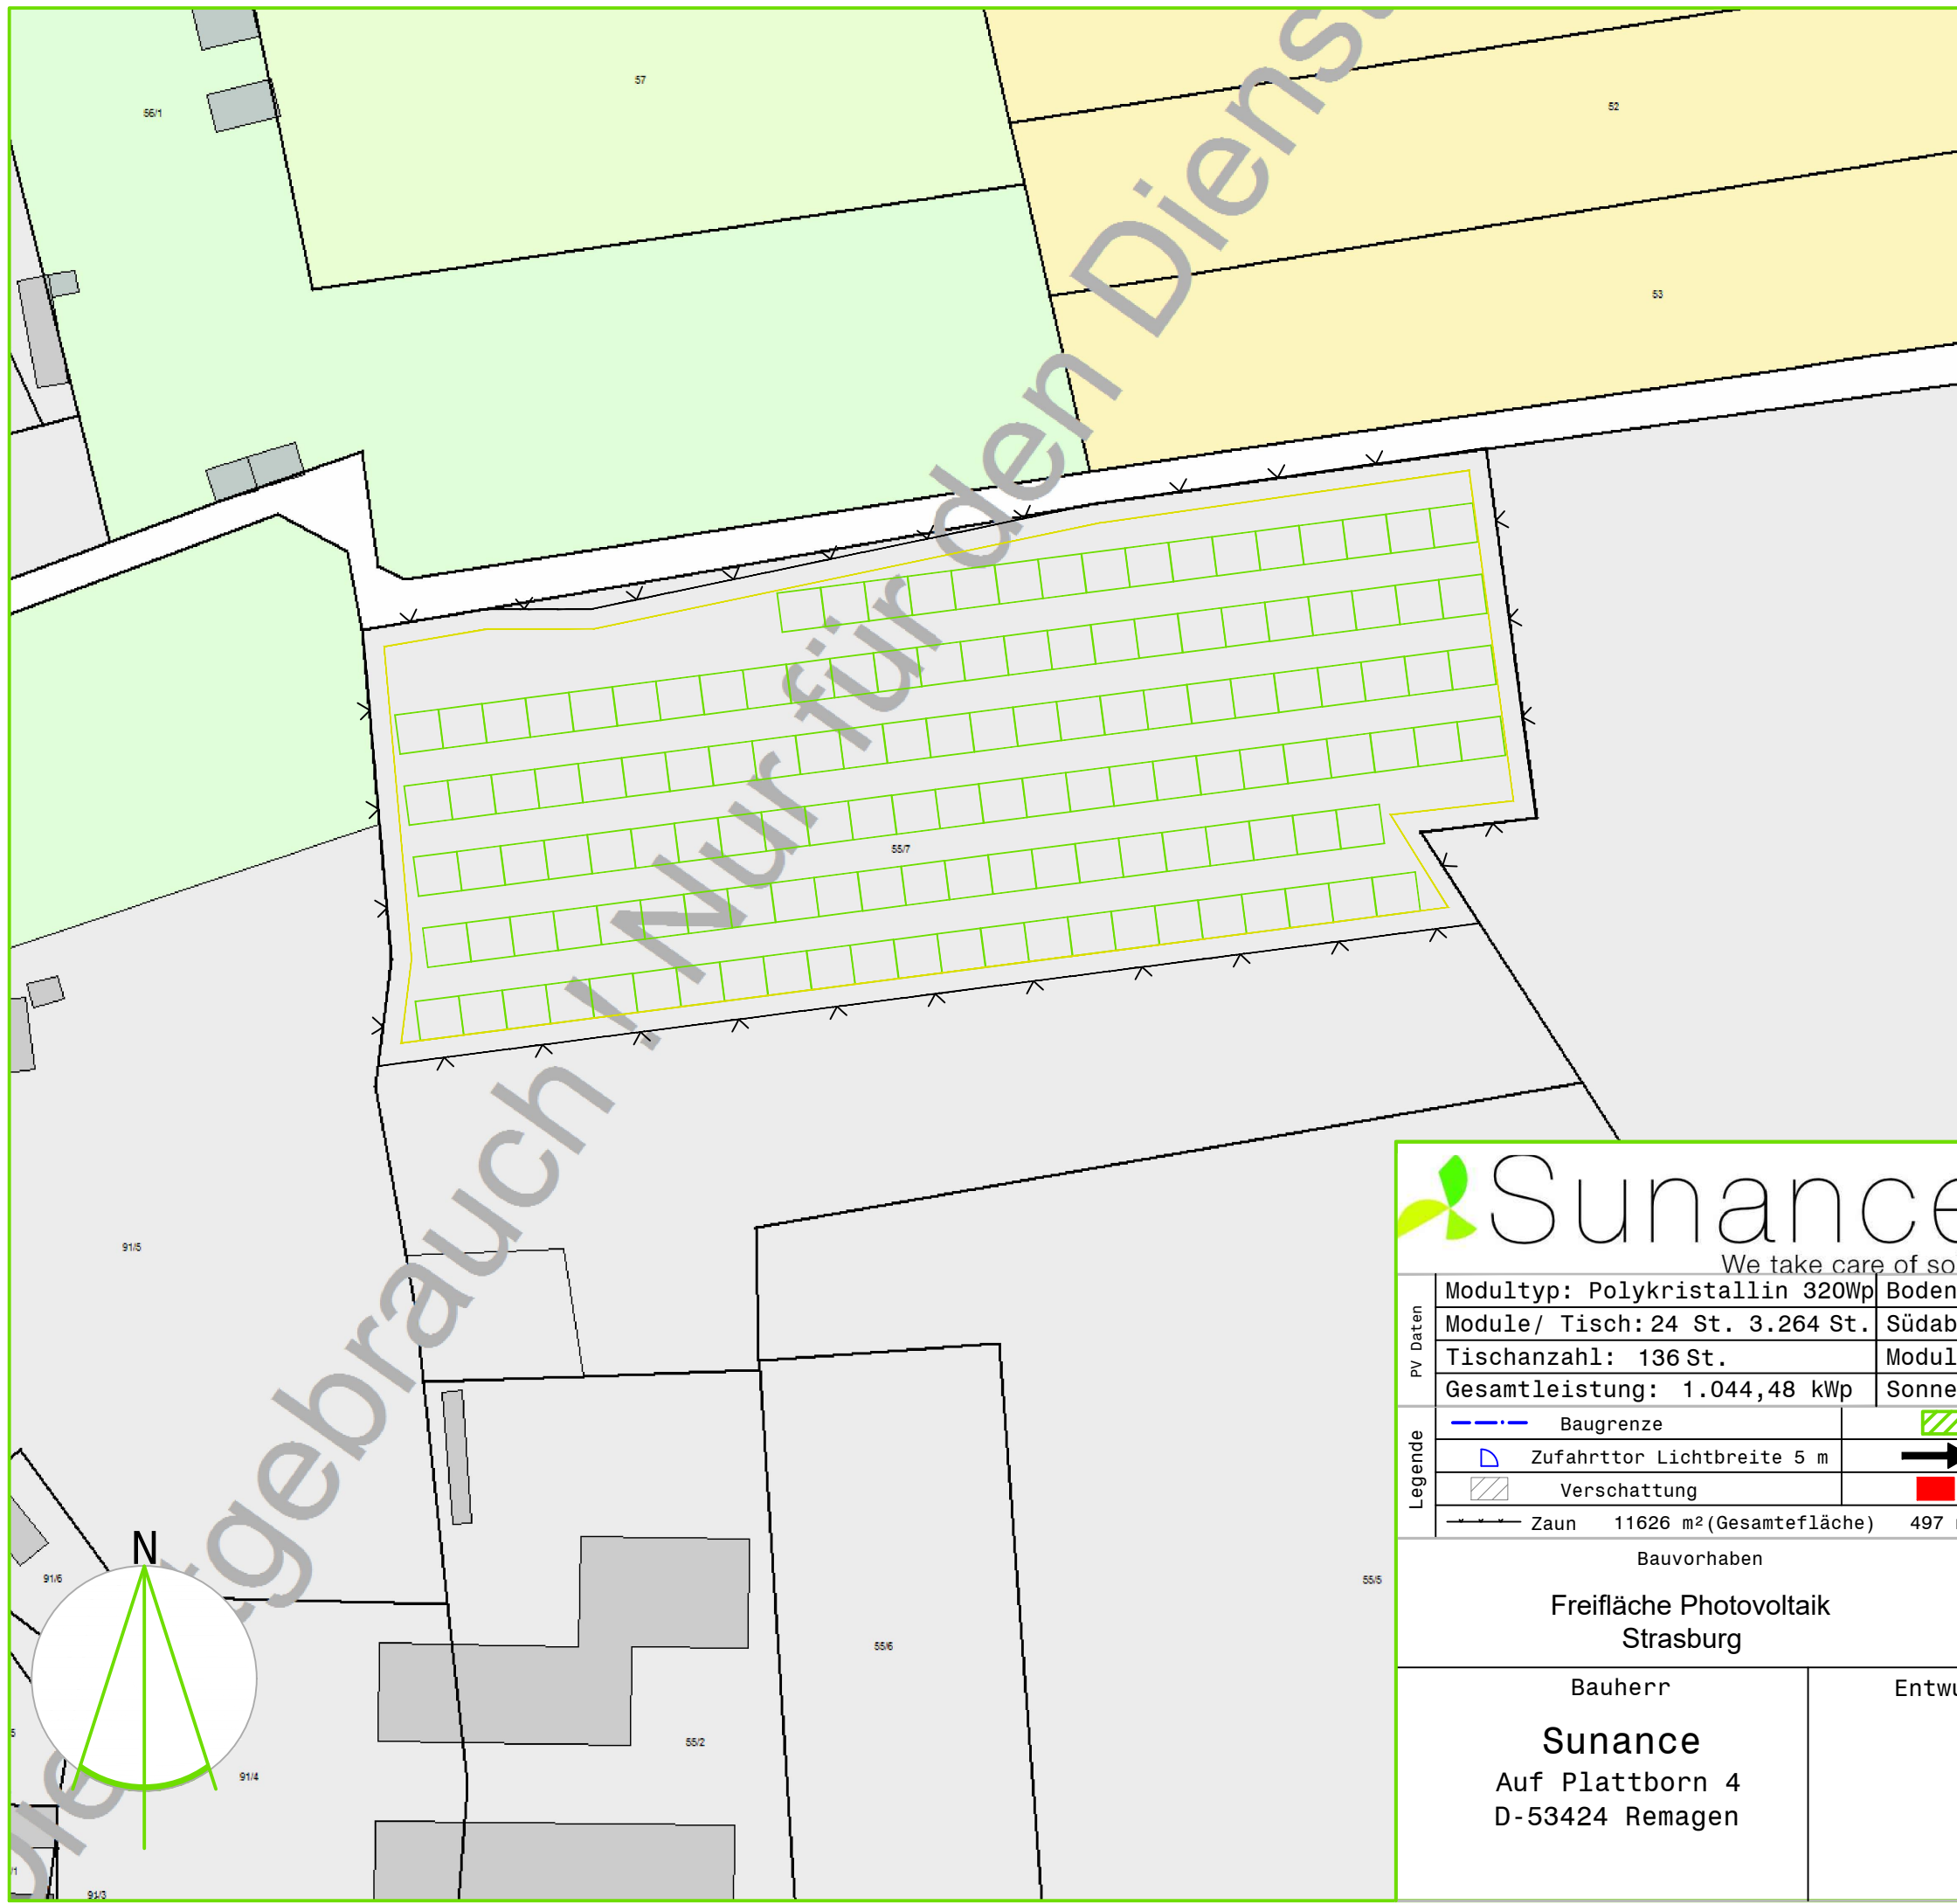 57
56/1
52
53
55/7
91/5
91/6
91/4
91/3
55/5
55/6
55/2
N
Dienstgebrauch ! Nur für den Dienst
Sunance
We take care of so
PV Daten
Modultyp: Polykristallin 320Wp Boden
Module/ Tisch: 24 St. 3.264 St. Südab
Tischanzahl: 136 St. Modul
Gesamtleistung: 1.044,48 kWp Sonne
Legende
Baugrenze
Zufahrttor Lichtbreite 5 m
Verschattung
Zaun 11626 m² (Gesamtefläche) 497
Bauvorhaben
Freifläche Photovoltaik
Strasburg
Bauherr Entwu
Sunance
Auf Plattborn 4
D-53424 Remagen